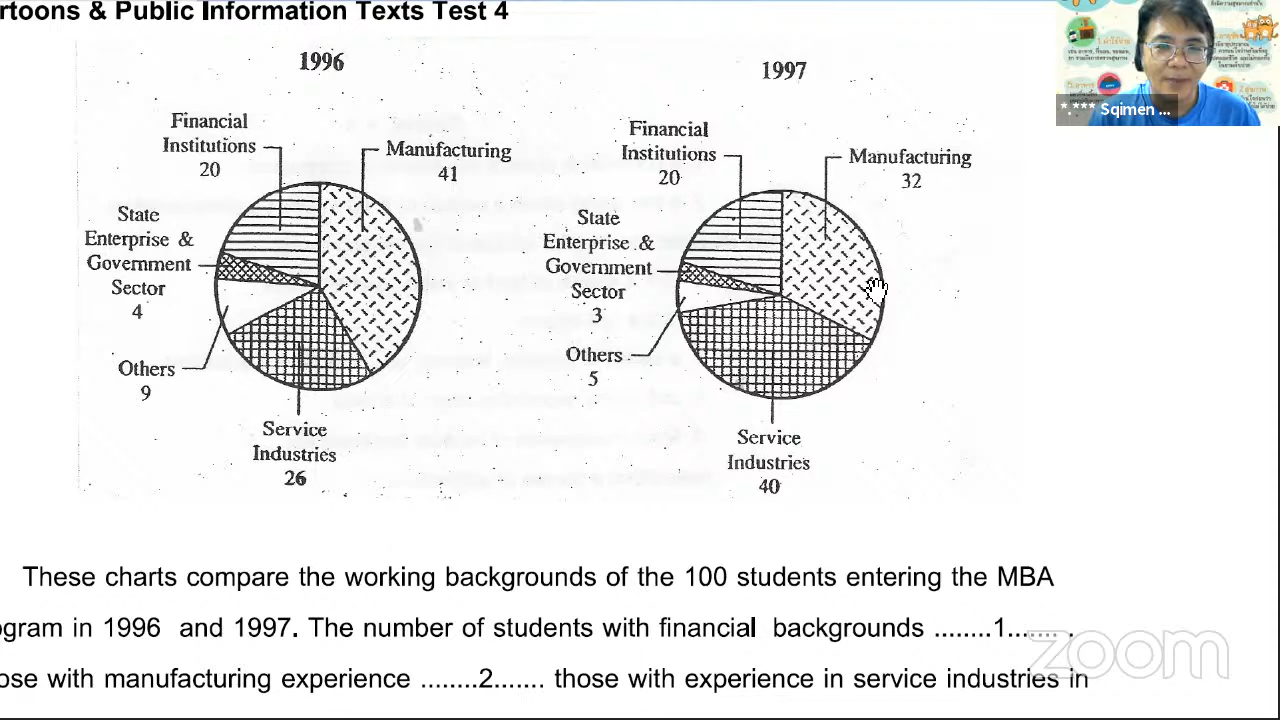 rtoons & Public Information Texts Test 4
1996
Financial
Institutions
20
Manufacturing
41
State
Enterprise &
Government
Sector
4
Others
9
Service
Industries
26
1997
Financial
Institutions
20
Manufacturing
32
State
Enterprise &
Government
Sector
3
Others
5
Service
Industries
40
These charts compare the working backgrounds of the 100 students entering the MBA
ogram in 1996 and 1997. The number of students with financial backgrounds ........1....... .
ose with manufacturing experience ........2....... those with experience in service industries in
zoom
*.*** Sqimen ...